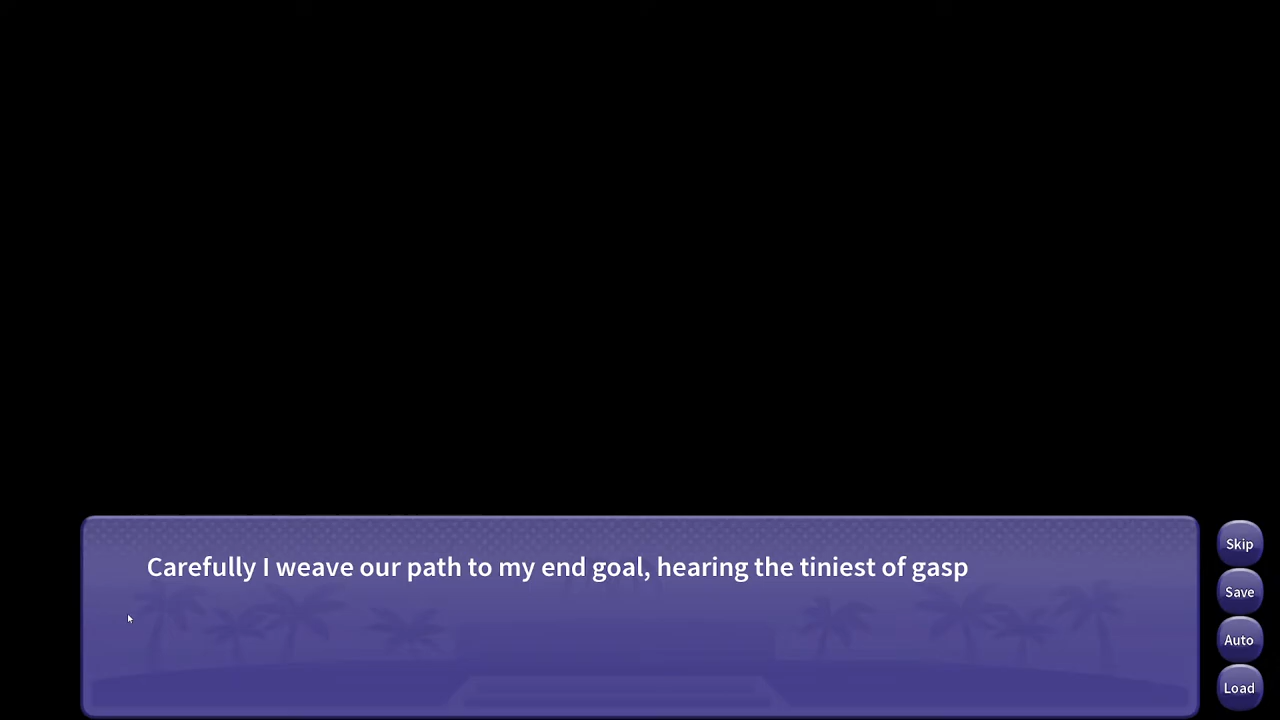 Carefully I weave our path to my end goal, hearing the tiniest of gasp
Skip
Save
Auto
Load